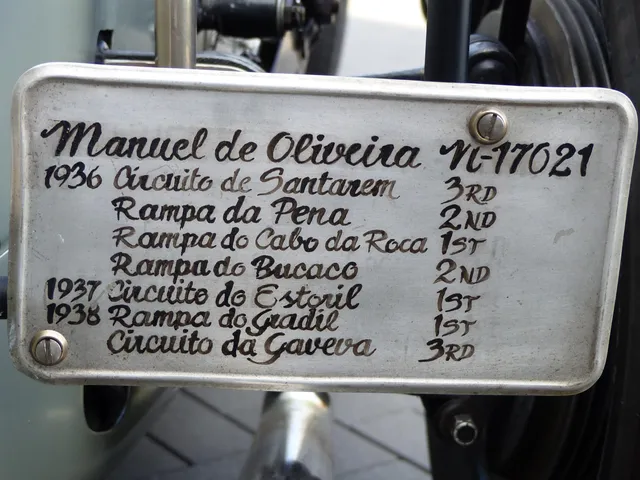 Manuel de Oliveira N-17021
1936 Circuito de Santarem 3RD
Rampa da Pena 2ND
Rampa do Cabo da Roca 1ST
Rampa do Bucaco 2ND
1937 Circuito do Estoril 1ST
1938 Rampa do Gradil 1ST
Circuito da Gaveva 3RD